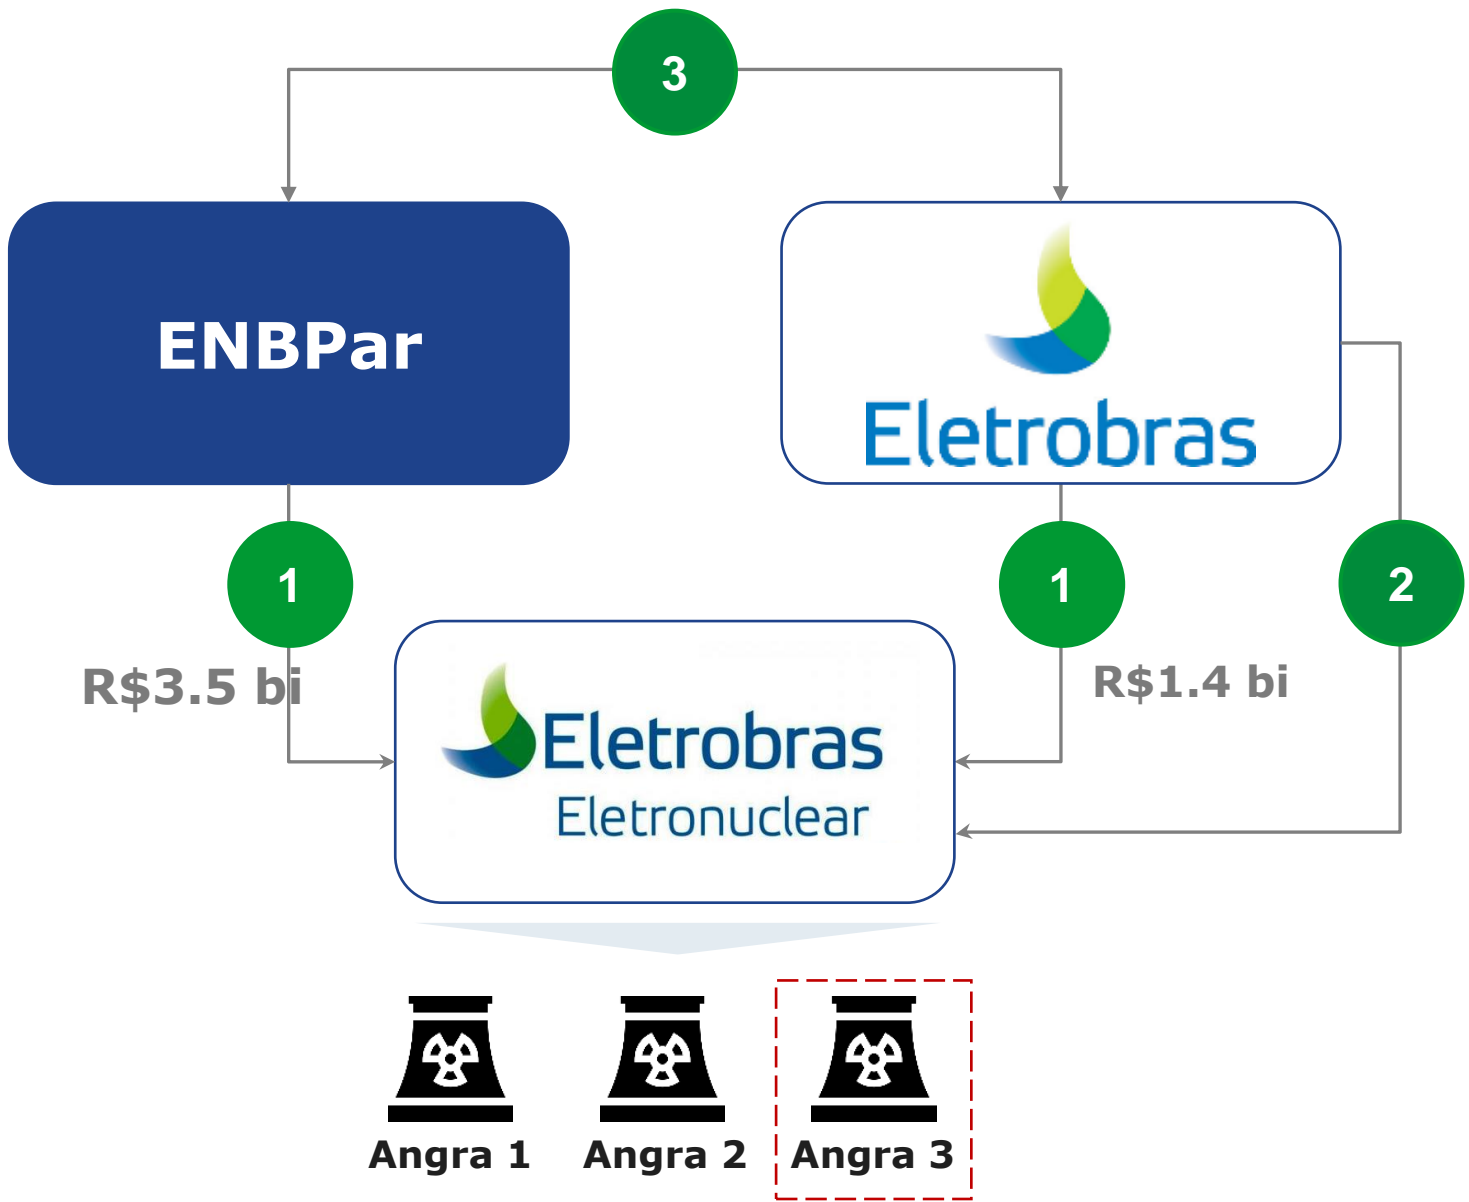 3
ENBPar
Eletrobras
1
1
2
R$3.5 bi
R$1.4 bi
Eletrobras
Eletronuclear
Angra 1
Angra 2
Angra 3